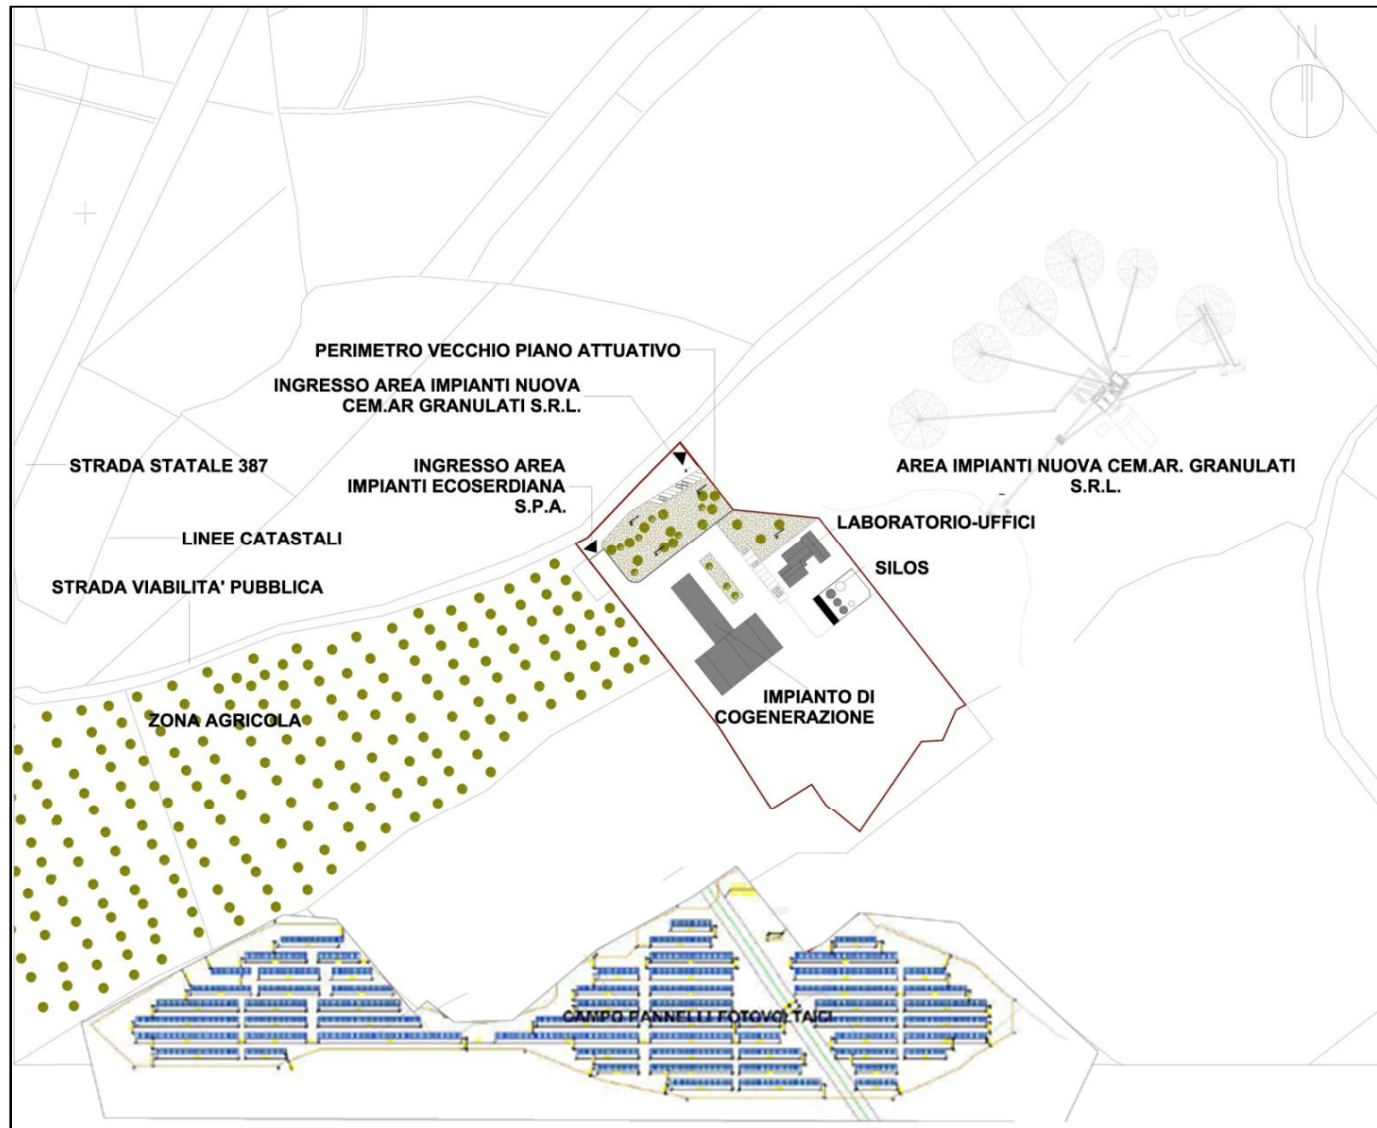 N
PERIMETRO VECCHIO PIANO ATTUATIVO
INGRESSO AREA IMPIANTI NUOVA
CEM.AR GRANULATI S.R.L.
STRADA STATALE 387
INGRESSO AREA
IMPIANTI ECOSERDIANA
S.P.A.
AREA IMPIANTI NUOVA CEM.AR. GRANULATI
S.R.L.
LABORATORIO-UFFICI
LINEE CATASTALI
SILOS
STRADA VIABILITA' PUBBLICA
IMPIANTO DI
COGENERAZIONE
ZONA AGRICOLA
CAMPO PANNELLI FOTOVOLTAICI